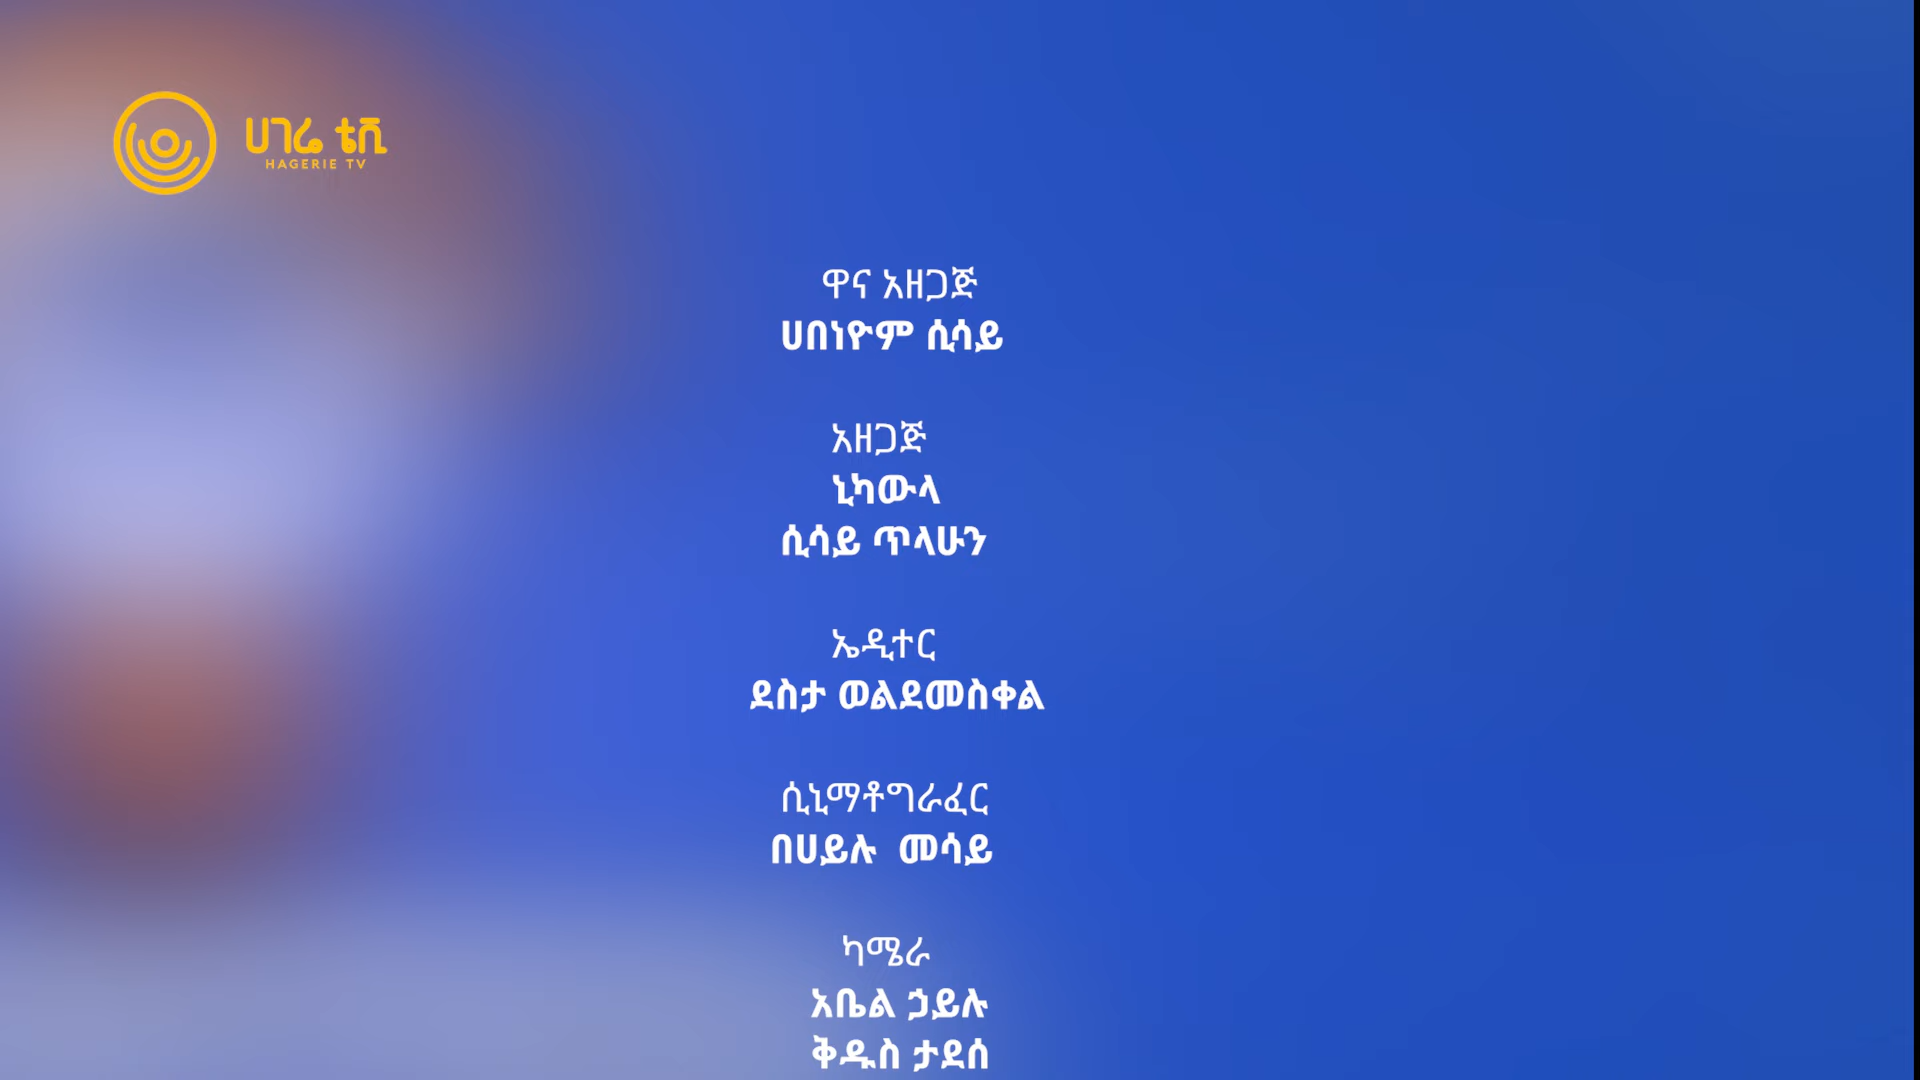 ሀገሬ ቴቪ
HAGERIE TV
ዋና አዘጋጅ
ሀበነዮም ሲሳይ
አዘጋጅ
ኒካውላ
ሲሳይ ጥላሁን
ኤዲተር
ደስታ ወልደመስቀል
ሲኒማቶግራፈር
በሀይሉ  መሳይ
ካሜራ
አቤል ኃይሉ
ቅዱስ ታደሰ